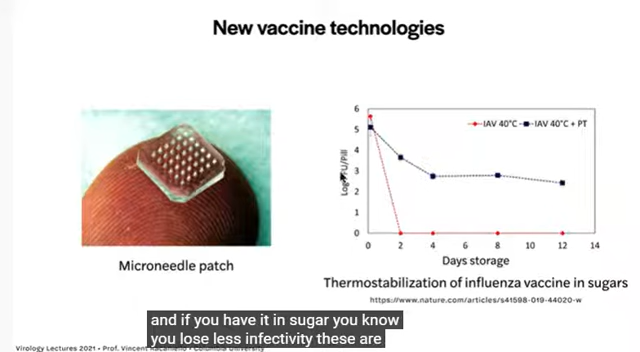 New vaccine technologies
Microneedle patch
6
5
4
3
2
1
0
0
2
4
6
8
10
12
14
IAV 40°C
IAV 40°C + PT
Days storage
Thermostabilization of influenza vaccine in sugars
https://www.nature.com/articles/s41598-019-44020-w
and if you have it in sugar you know
you lose less infectivity these are
Virology Lectures 2021 • Prof. Vincent Racaniello • Columbia University